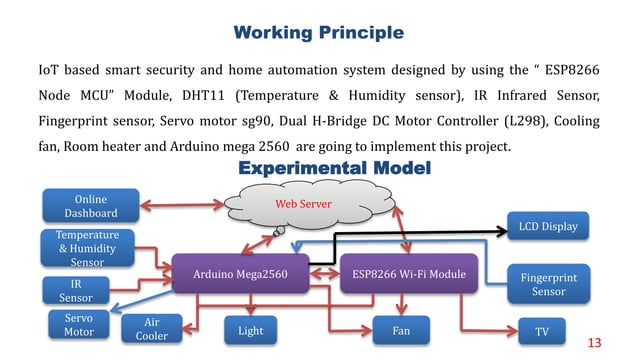 Working Principle
IoT based smart security and home automation system designed by using the “ ESP8266
Node MCU” Module, DHT11 (Temperature & Humidity sensor), IR Infrared Sensor,
Fingerprint sensor, Servo motor sg90, Dual H-Bridge DC Motor Controller (L298), Cooling
fan, Room heater and Arduino mega 2560 are going to implement this project.
Experimental Model
Online
Dashboard
Web Server
LCD Display
Temperature
& Humidity
Sensor
Arduino Mega2560
ESP8266 Wi-Fi Module
Fingerprint
Sensor
IR
Sensor
Servo
Motor
Air
Cooler
Light
Fan
TV
13